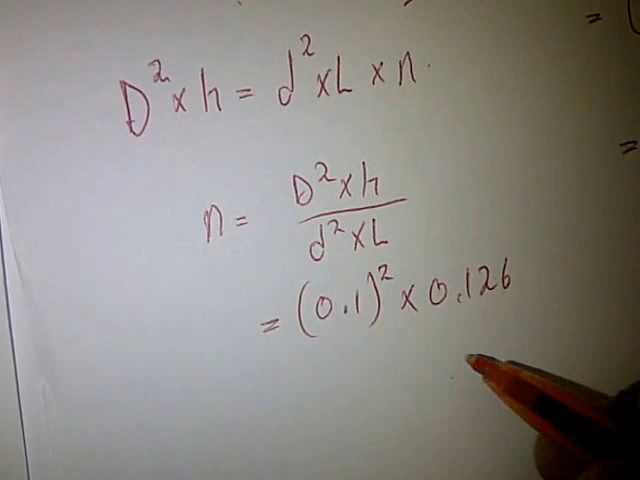 D² × h = d² × L × n.
n = D² × h / d² × L
= (0.1)² × 0.126
=
=